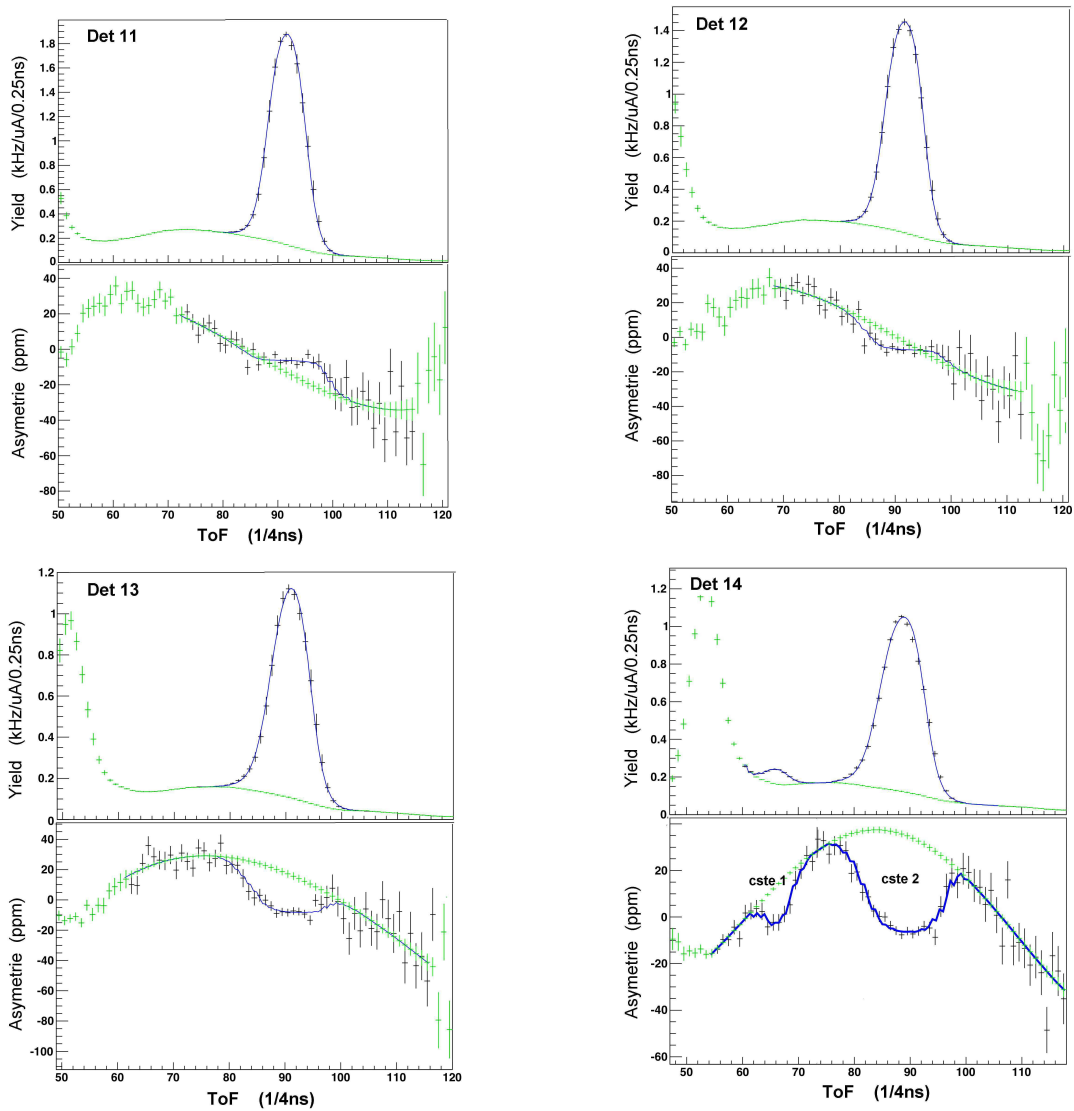 Det 11
Yield (kHz/uA/0.25ns)
1.8
1.6
1.4
1.2
1
0.8
0.6
0.4
0.2
0
Asymetrie (ppm)
40
20
0
-20
-40
-60
-80
50 60 70 80 90 100 110 120
ToF (1/4ns)
Det 12
Yield (kHz/uA/0.25ns)
1.4
1.2
1
0.8
0.6
0.4
0.2
0
Asymetrie (ppm)
40
20
0
-20
-40
-60
-80
50 60 70 80 90 100 110 120
ToF (1/4ns)
Det 13
Yield (kHz/uA/0.25ns)
1.2
1
0.8
0.6
0.4
0.2
0
Asymetrie (ppm)
40
20
0
-20
-40
-60
-80
-100
50 60 70 80 90 100 110 120
ToF (1/4ns)
Det 14
Yield (kHz/uA/0.25ns)
1.2
1
0.8
0.6
0.4
0.2
0
Asymetrie (ppm)
cste 1
cste 2
40
20
0
-20
-40
-60
50 60 70 80 90 100 110
ToF (1/4ns)